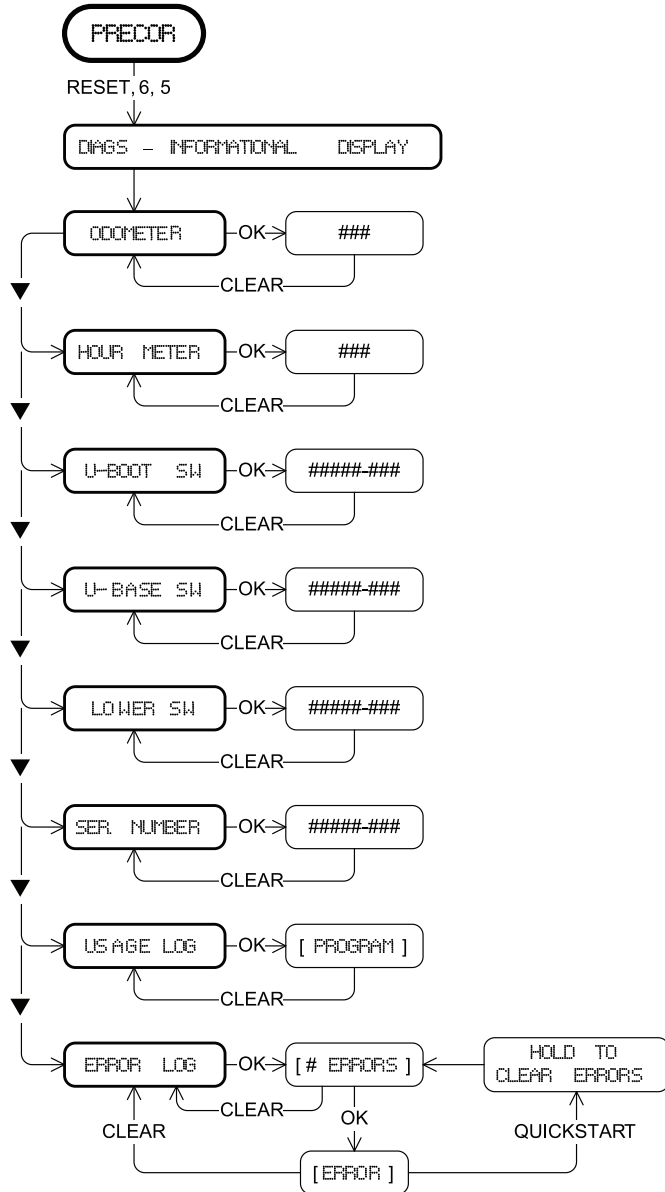 PRECOR
RESET, 6, 5
DIAGS - INFORMATIONAL DISPLAY
ODOMETER
OK
###
CLEAR
HOUR METER
OK
###
CLEAR
U-BOOT SW
OK
#####-###
CLEAR
U-BASE SW
OK
#####-###
CLEAR
LOWER SW
OK
#####-###
CLEAR
SER. NUMBER
OK
#####-###
CLEAR
USAGE LOG
OK
[ PROGRAM ]
CLEAR
ERROR LOG
OK
[ # ERRORS ]
HOLD TO
CLEAR ERRORS
CLEAR
OK
CLEAR
QUICKSTART
[ ERROR ]